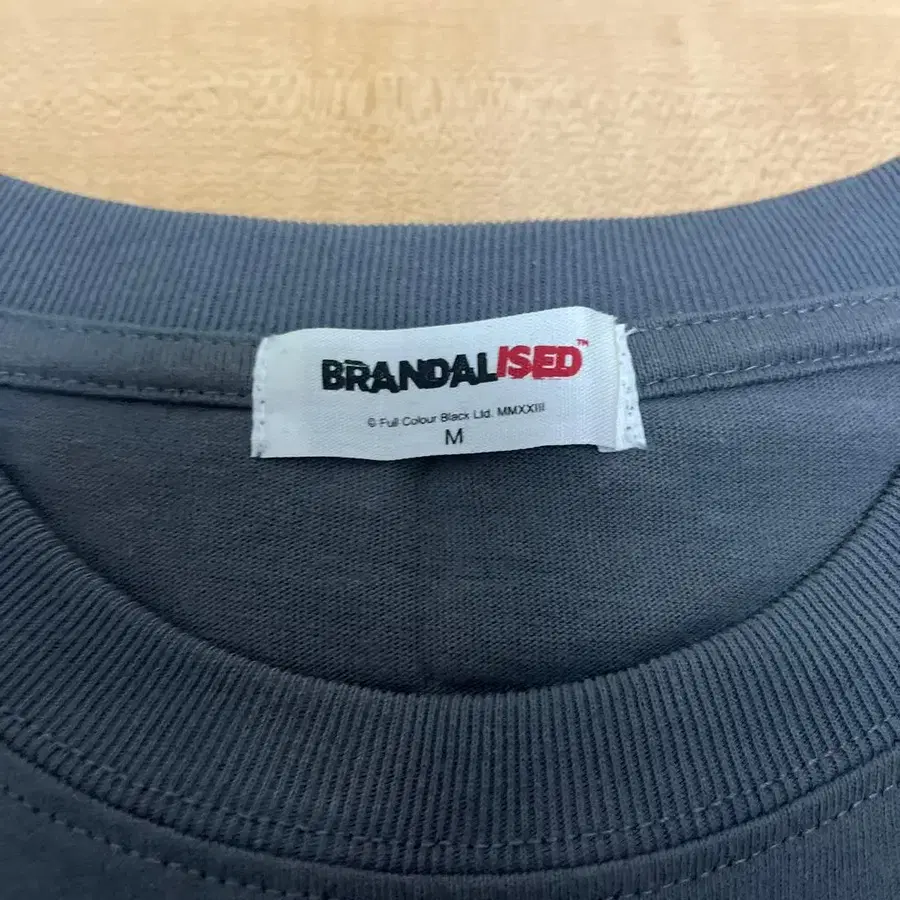 BRANDALISED™
© Full Colour Black Ltd. MMXXIII
M